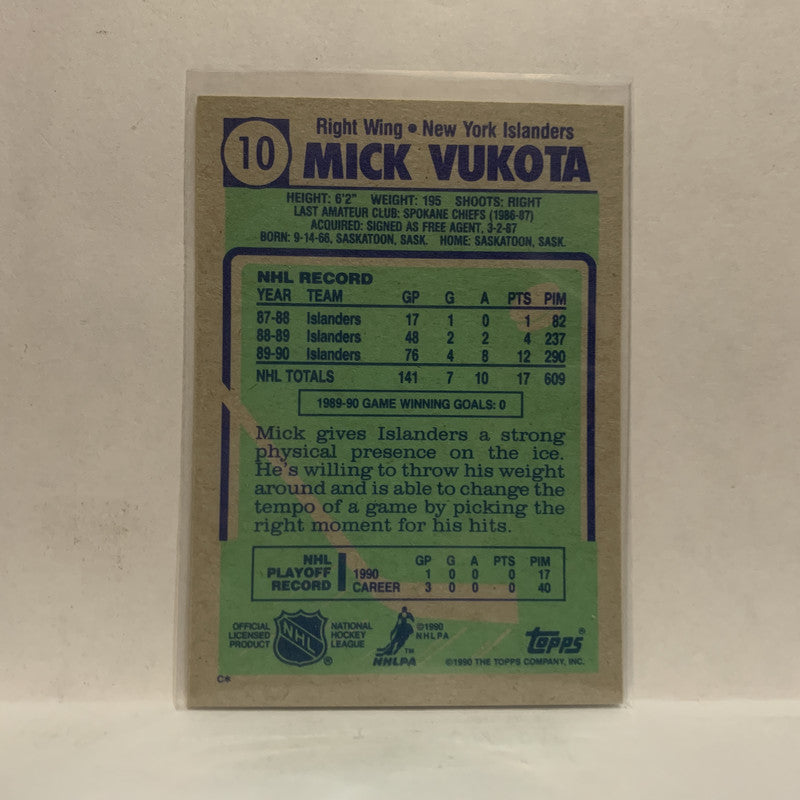 10
Right Wing • New York Islanders
MICK VUKOTA
HEIGHT: 6'2" WEIGHT: 195 SHOOTS: RIGHT
LAST AMATEUR CLUB: SPOKANE CHIEFS (1986-87)
ACQUIRED: SIGNED AS FREE AGENT, 3-2-87
BORN: 9-14-66, SASKATOON, SASK. HOME: SASKATOON, SASK.
NHL RECORD
YEAR TEAM GP G A PTS PIM
87-88 Islanders 17 1 0 1 82
88-89 Islanders 48 2 2 4 237
89-90 Islanders 76 4 8 12 290
NHL TOTALS 141 7 10 17 609
1989-90 GAME WINNING GOALS: 0
Mick gives Islanders a strong
physical presence on the ice.
He's willing to throw his weight
around and is able to change the
tempo of a game by picking the
right moment for his hits.
NHL PLAYOFF RECORD
GP G A PTS PIM
1990 1 0 0 0 17
CAREER 3 0 0 0 40
OFFICIAL
LICENSED
PRODUCT
NHL ®
NATIONAL
HOCKEY
LEAGUE
NHLPA ™
©1990
NHLPA
topps®
©1990 THE TOPPS COMPANY, INC.
C*